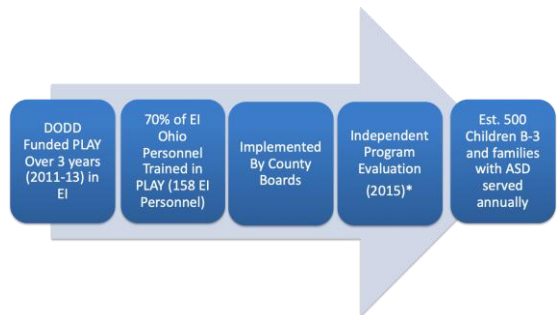 DODD
Funded PLAY
Over 3 years
(2011-13) in
EI
70% of EI
Ohio
Personnel
Trained in
PLAY (158 EI
Personnel)
Implemented
By County
Boards
Independent
Program
Evaluation
(2015)*
Est. 500
Children B-3
and families
with ASD
served
annually